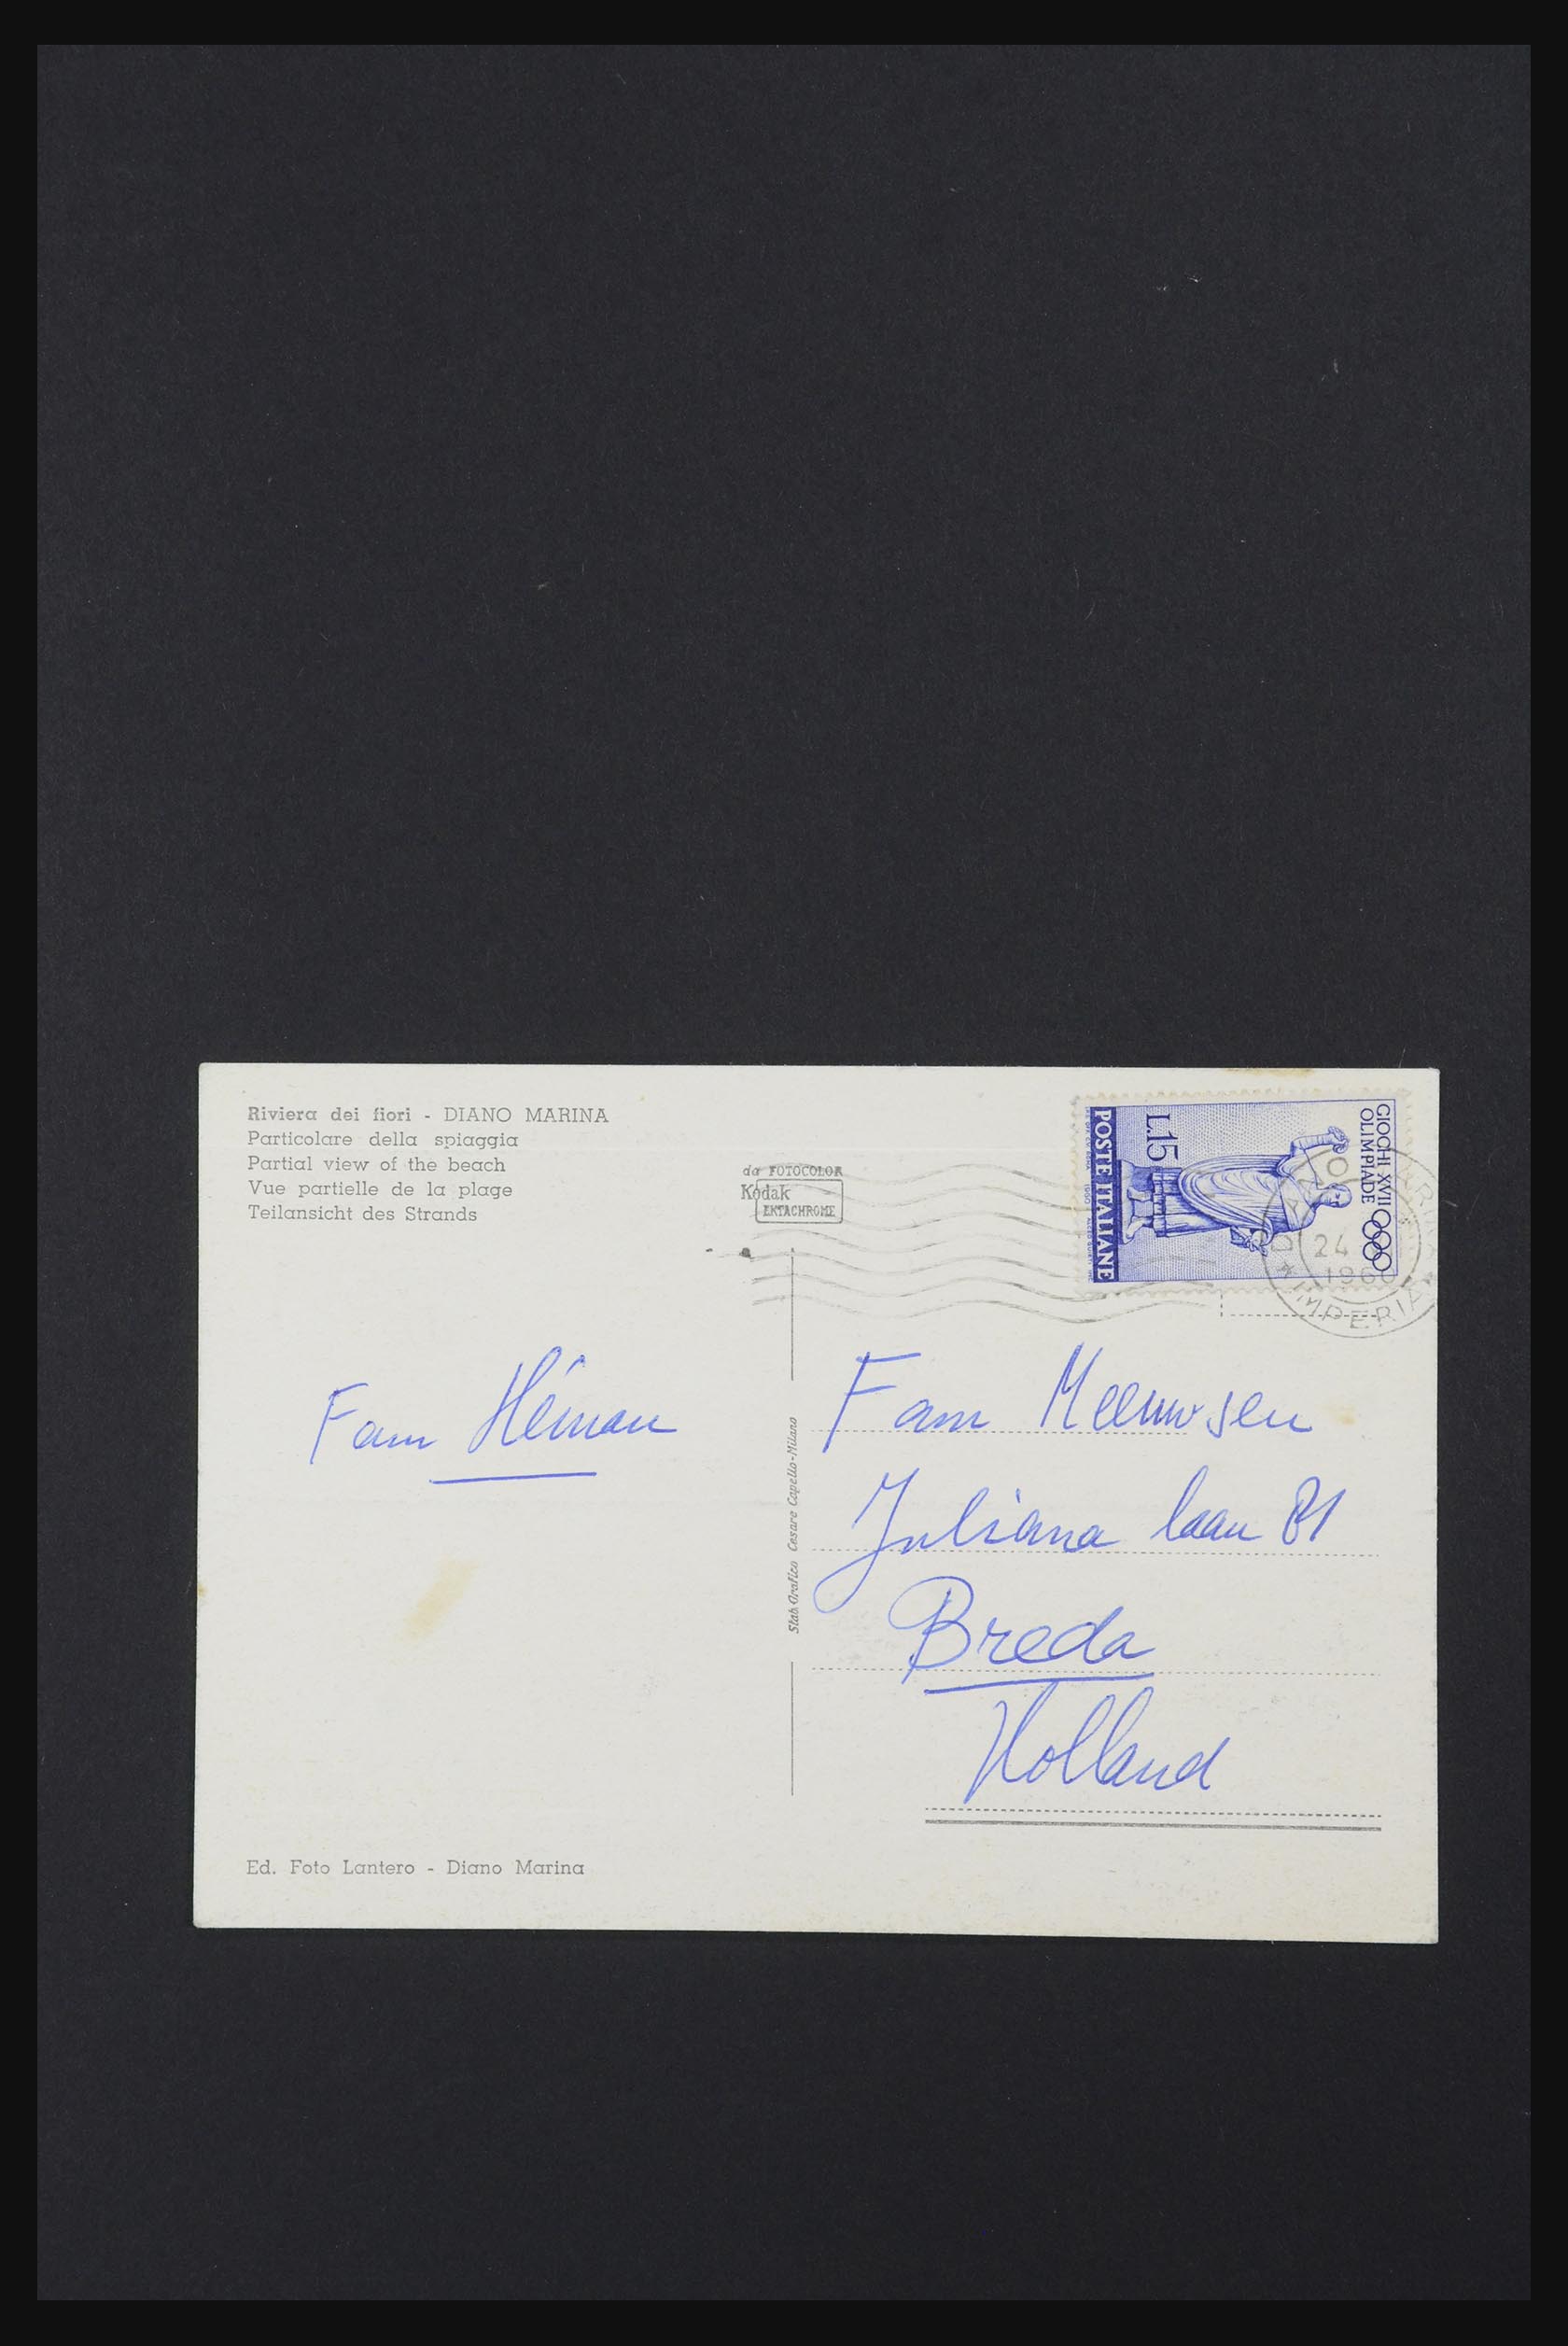 Riviera dei fiori - DIANO MARINA
Particolare della spiaggia
Partial view of the beach
Vue partielle de la plage
Teilansicht des Strands
da FOTOCOLOR
Kodak
EKTACHROME
GIOCHI XVII
OLIMPIADE
L.15
POSTE ITALIANE
24
1960
IMPERIA
Fam
Fam Meeuwsen
Juliana laan 81
Breda
Holland
Stab. Grafico Cesare Capello-Milano
Ed. Foto Lantero - Diano Marina